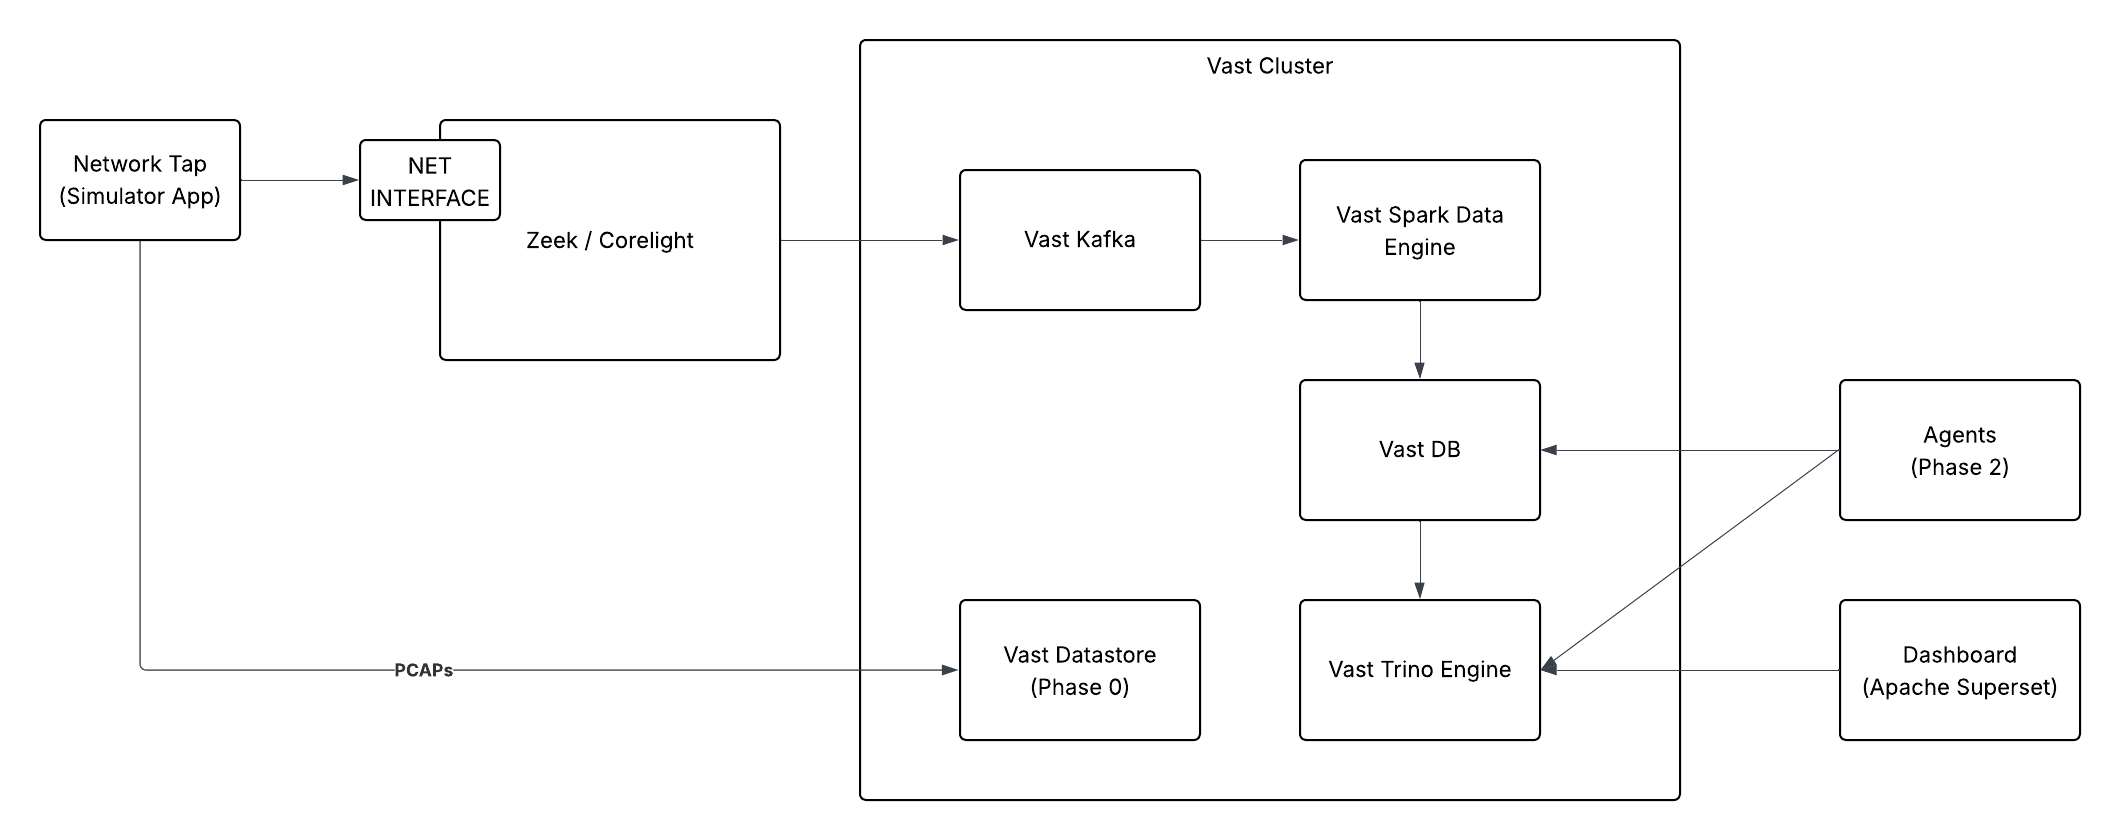 Vast Cluster
Network Tap
(Simulator App)
NET
INTERFACE
Zeek / Corelight
Vast Kafka
Vast Spark Data
Engine
Vast DB
Agents
(Phase 2)
PCAPs
Vast Datastore
(Phase 0)
Vast Trino Engine
Dashboard
(Apache Superset)